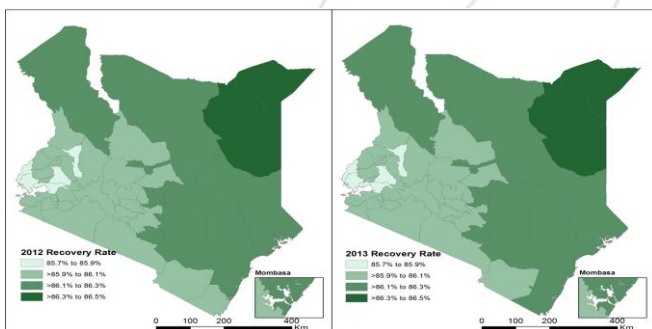 2012 Recovery Rate
85.7% to 85.9%
>85.9% to 86.1%
>86.1% to 86.3%
>86.3% to 86.5%
Mombasa
0 100 200 400
Km
2013 Recovery Rate
85.7% to 85.9%
>85.9% to 86.1%
>86.1% to 86.3%
>86.3% to 86.5%
Mombasa
0 100 200 400
Km